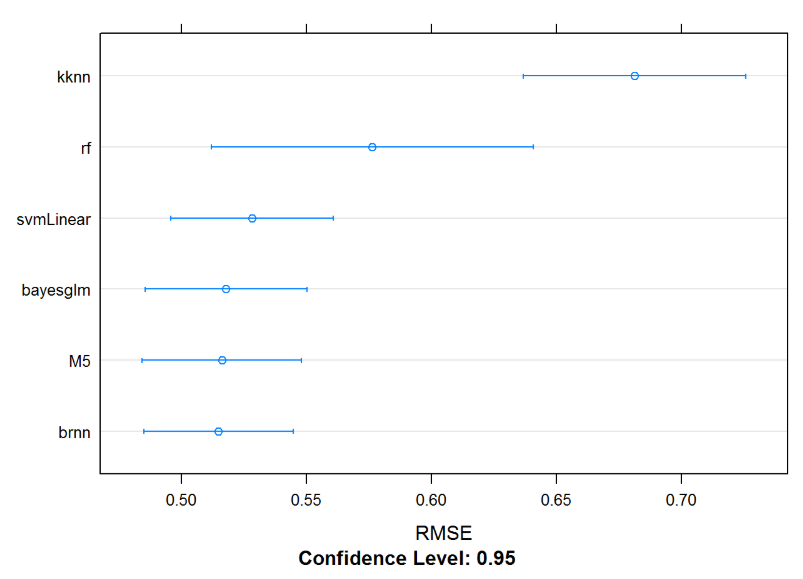 kknn
rf
svmLinear
bayesglm
M5
brnn
0.50 0.55 0.60 0.65 0.70
RMSE
Confidence Level: 0.95